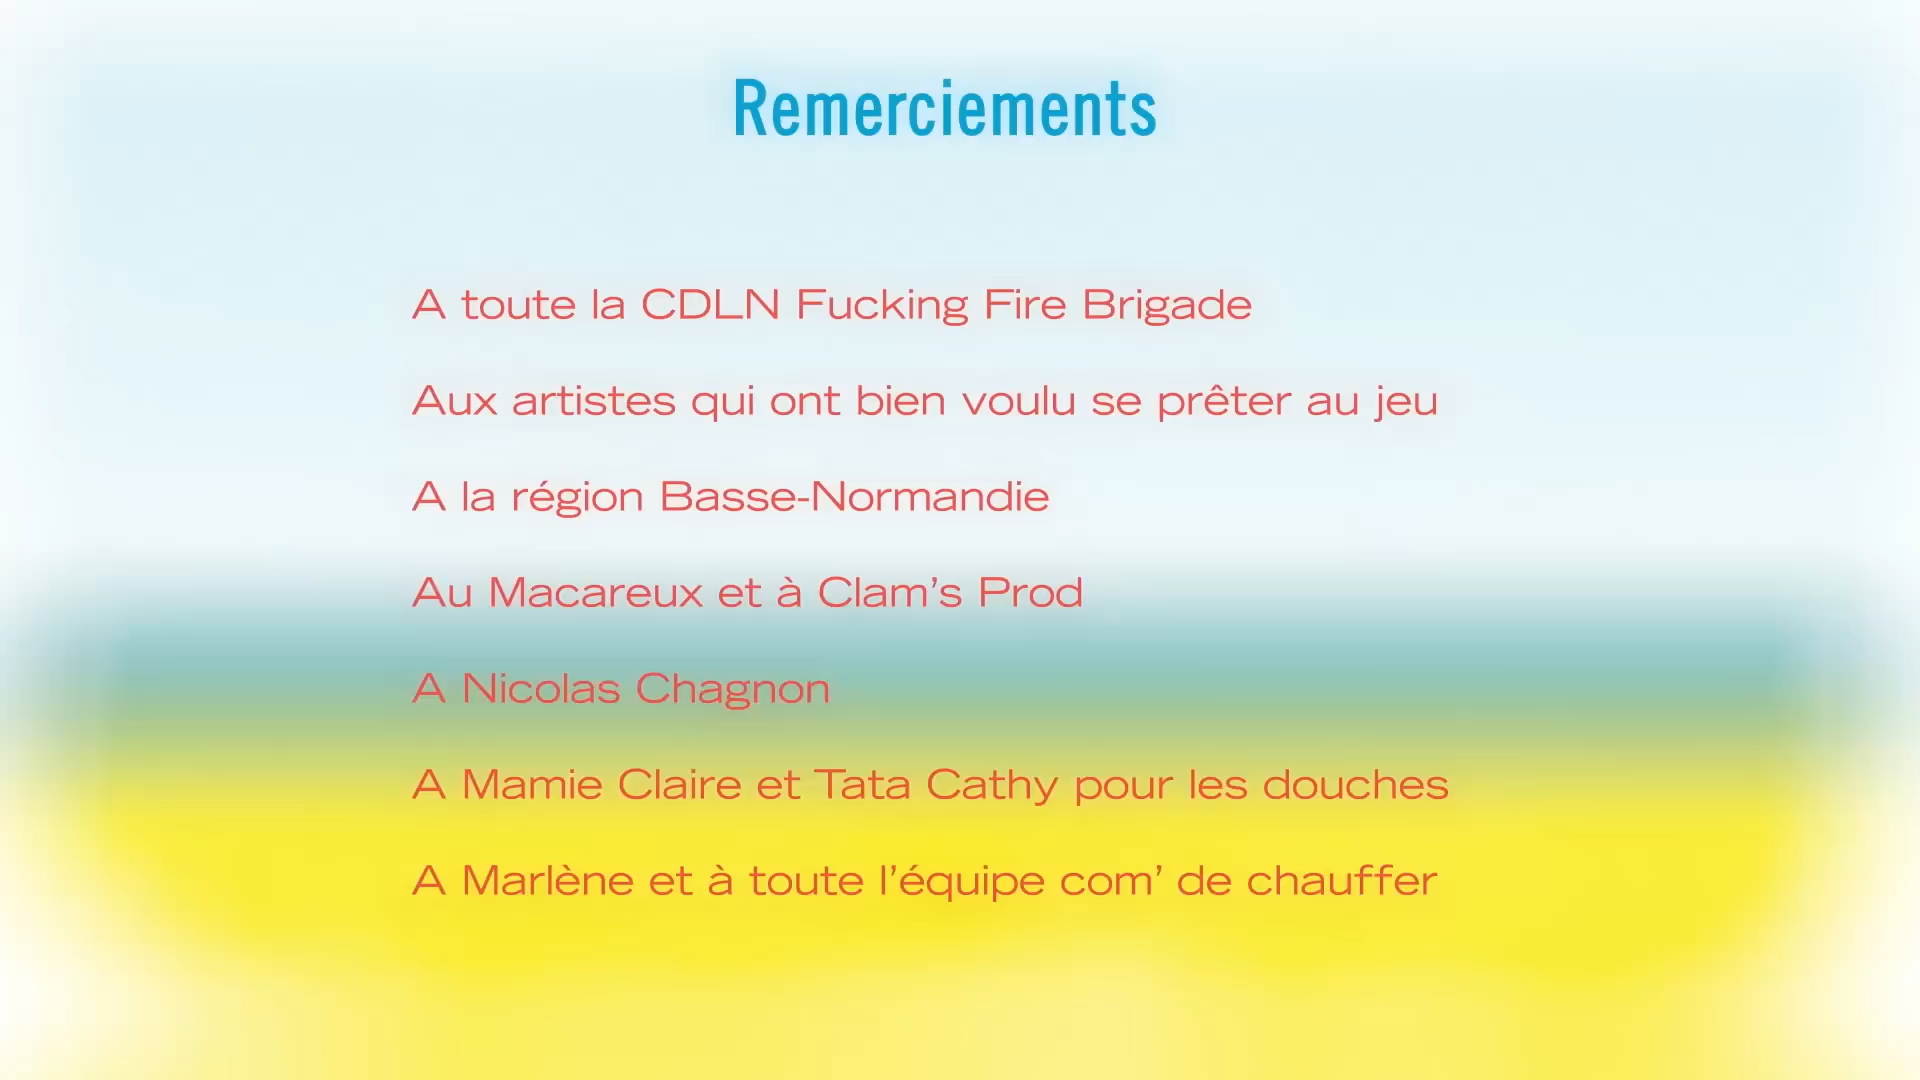 Remerciements
A toute la CDLN Fucking Fire Brigade
Aux artistes qui ont bien voulu se prêter au jeu
A la région Basse-Normandie
Au Macareux et à Clam’s Prod
A Nicolas Chagnon
A Mamie Claire et Tata Cathy pour les douches
A Marlène et à toute l’équipe com’ de chauffer